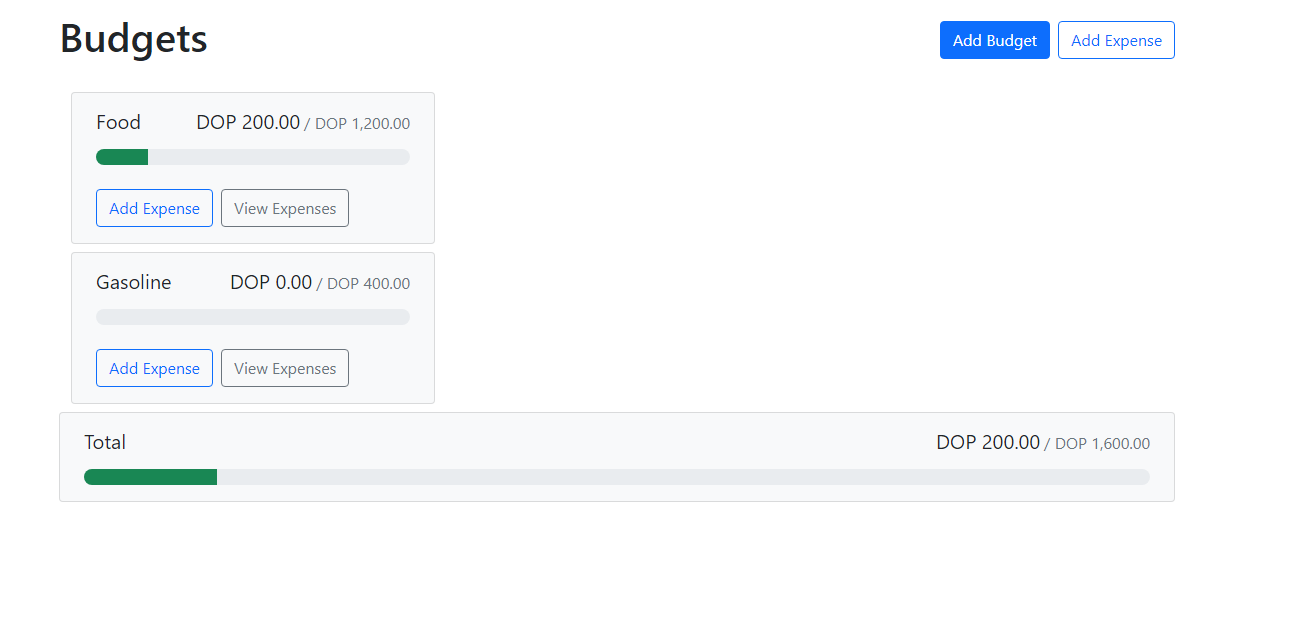 Budgets Add Budget Add Expense
Food DOP 200.00 / DOP 1,200.00
Add Expense View Expenses
Gasoline DOP 0.00 / DOP 400.00
Add Expense View Expenses
Total DOP 200.00 / DOP 1,600.00